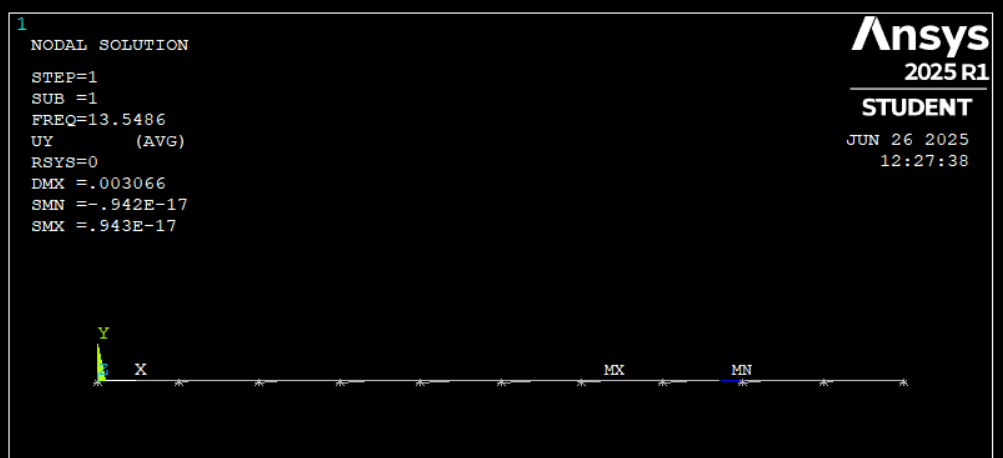 1
NODAL SOLUTION
STEP=1
SUB =1
FREQ=13.5486
UY (AVG)
RSYS=0
DMX =.003066
SMN =-.942E-17
SMX =.943E-17
Ansys
2025 R1
STUDENT
JUN 26 2025
12:27:38
Y
Z X MX MN